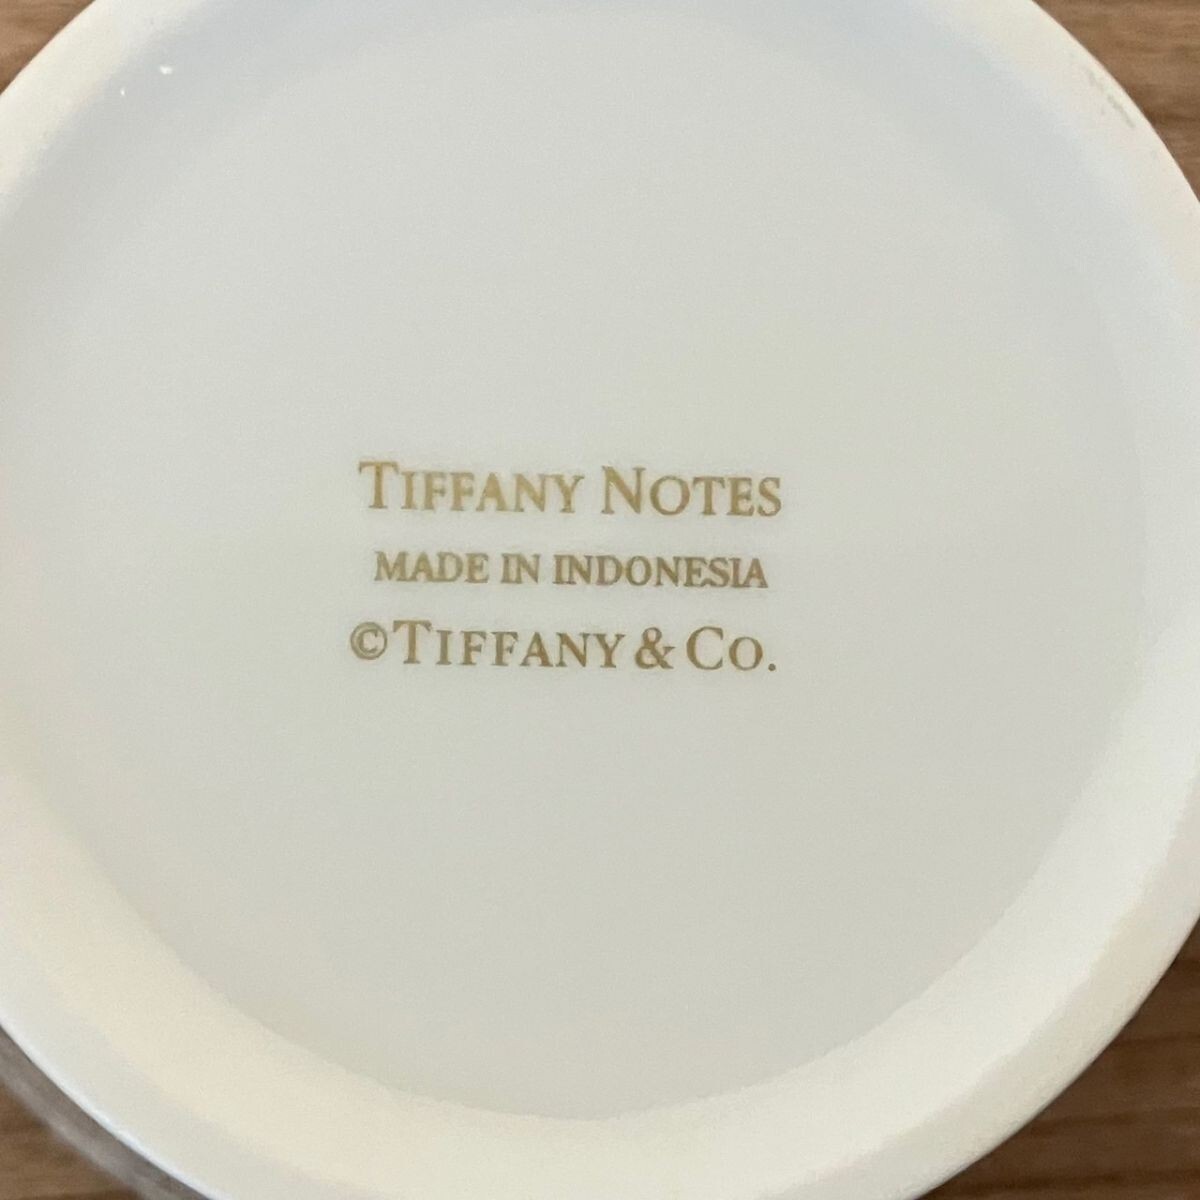 TIFFANY NOTES
MADE IN INDONESIA
©TIFFANY & CO.